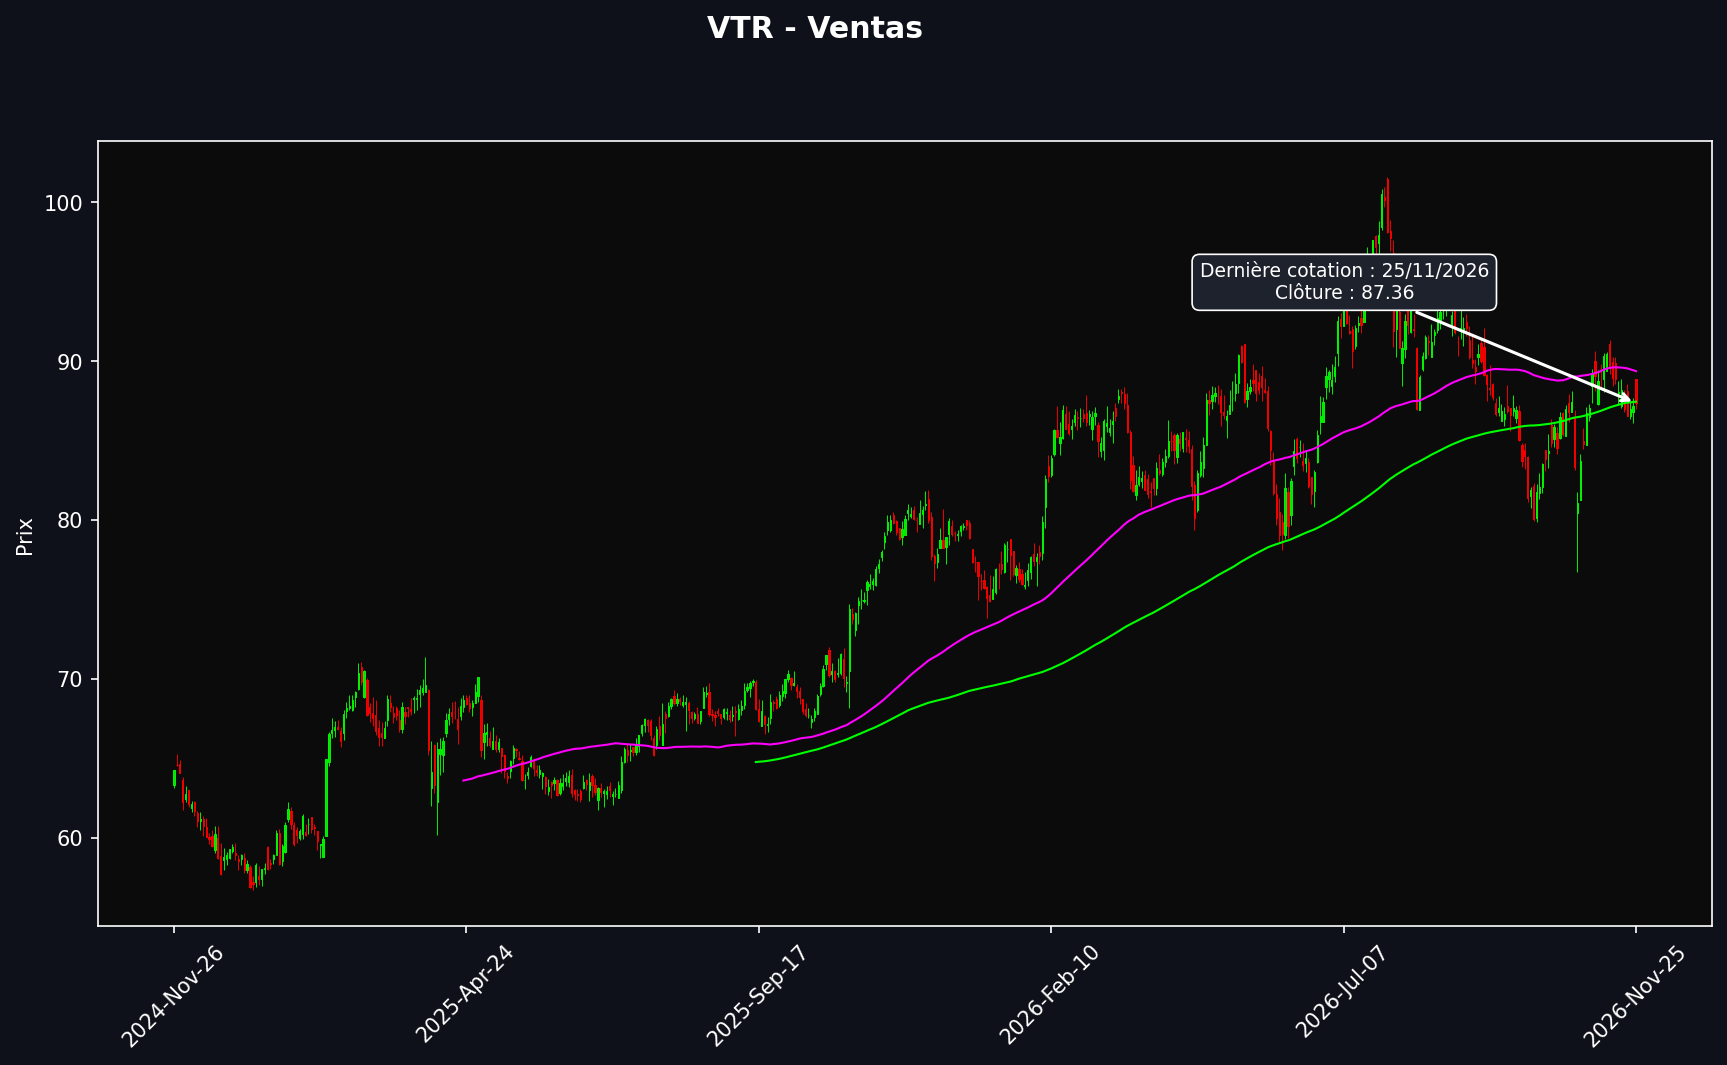 VTR - Ventas
Prix
100
90
80
70
60
Dernière cotation : 25/11/2026
Clôture : 87.36
2024-Nov-26
2025-Apr-24
2025-Sep-17
2026-Feb-10
2026-Jul-07
2026-Nov-25